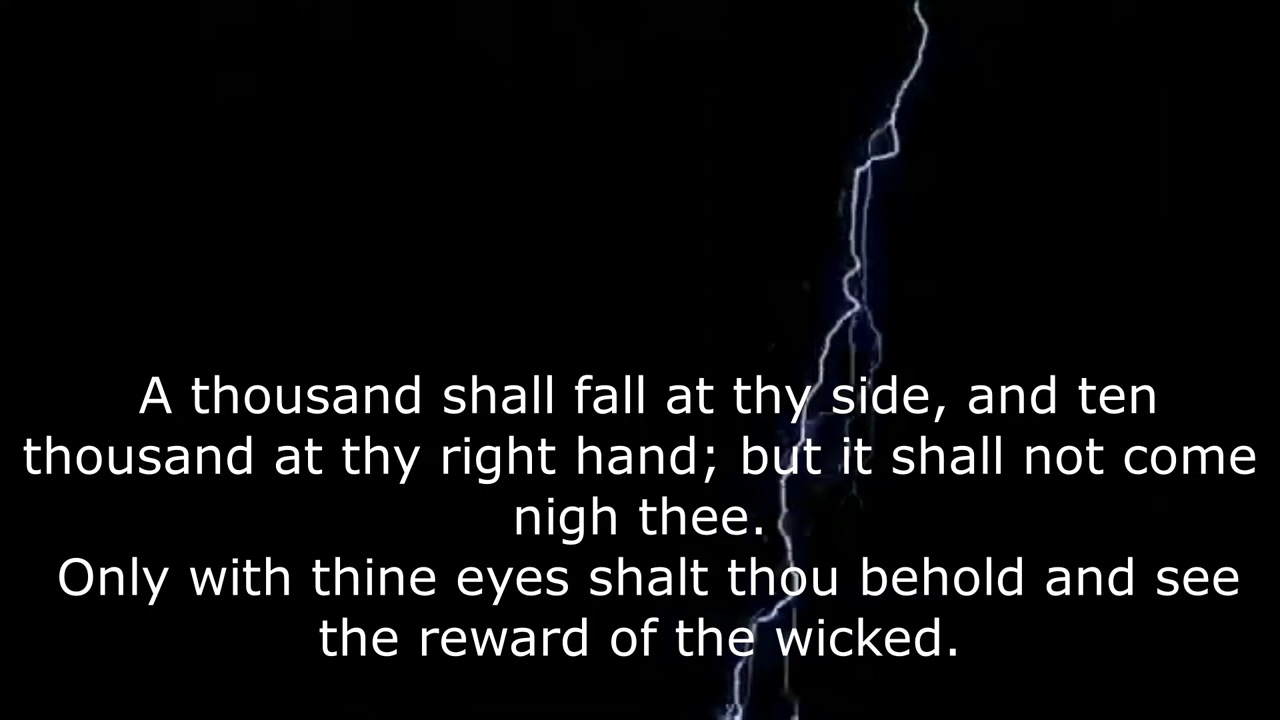 A thousand shall fall at thy side, and ten
thousand at thy right hand; but it shall not come
nigh thee.
Only with thine eyes shalt thou behold and see
the reward of the wicked.